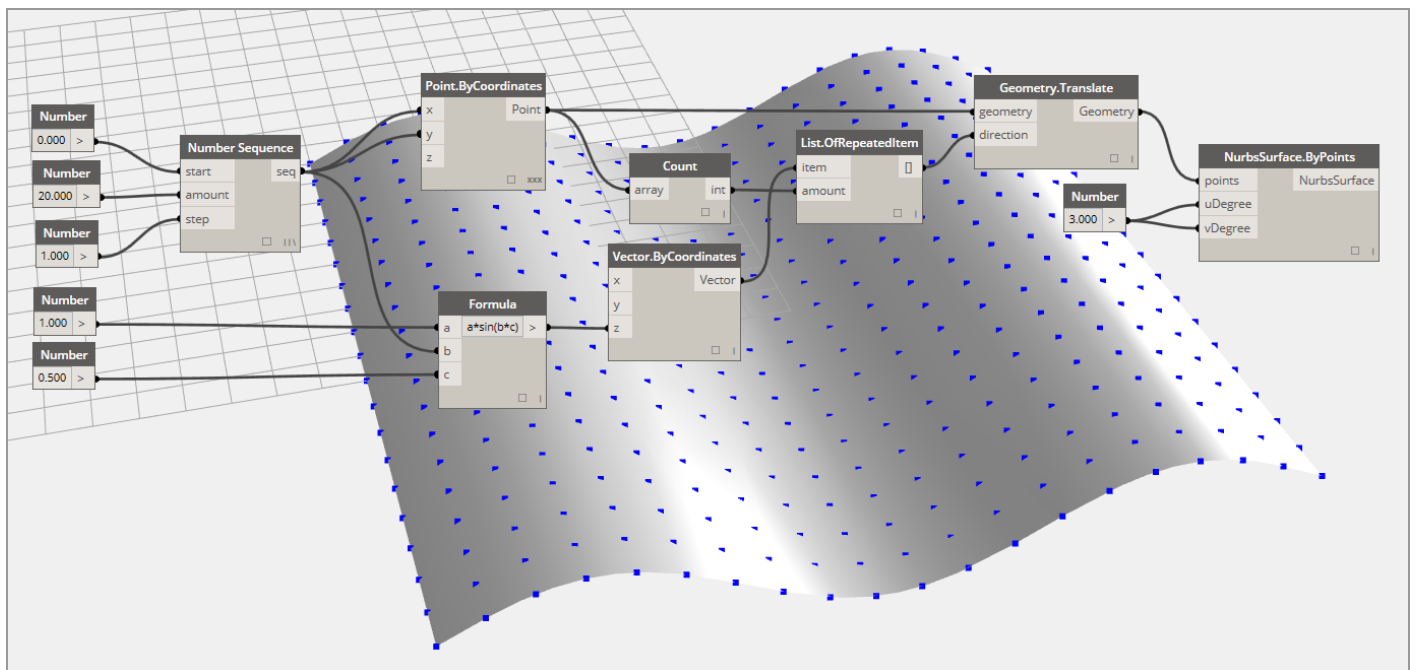 Number
0.000 >
Number
20.000 >
Number
1.000 >
Number
1.000 >
Number
0.500 >
Number Sequence
start seq
amount
step
Point.ByCoordinates
x Point
y
z
xxx
Formula
a a*sin(b*c) >
b
c
Count
array int
Vector.ByCoordinates
x Vector
y
z
List.OfRepeatedItem
item []
amount
Geometry.Translate
geometry Geometry
direction
Number
3.000 >
NurbsSurface.ByPoints
points NurbsSurface
uDegree
vDegree